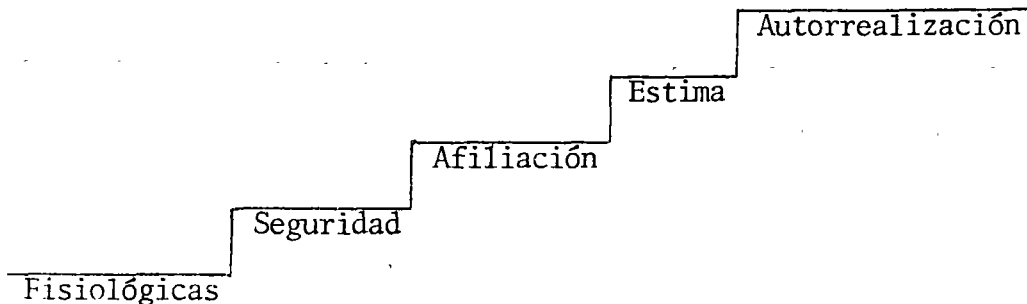 Autorrealización
Estima
Afiliación
Seguridad
Fisiológicas